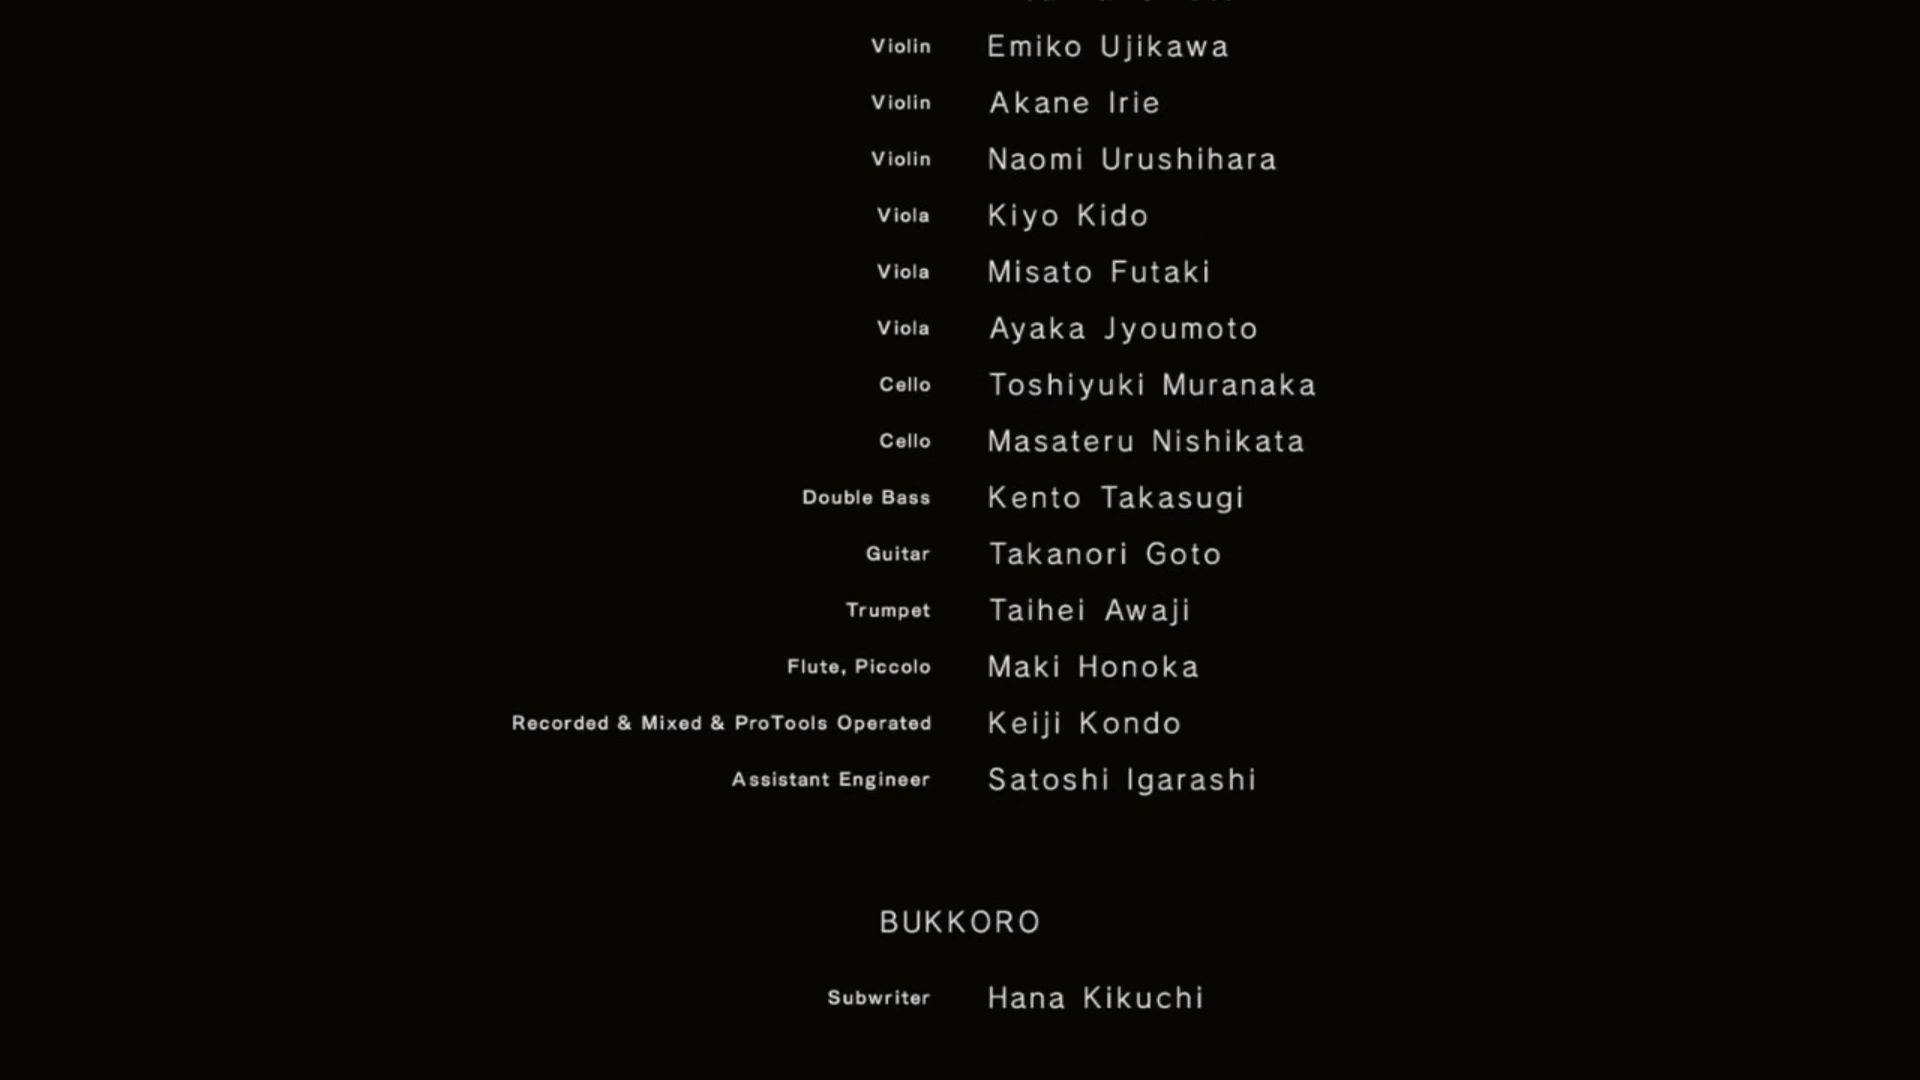 Violin Emiko Ujikawa
Violin Akane Irie
Violin Naomi Urushihara
Viola Kiyo Kido
Viola Misato Futaki
Viola Ayaka Jyoumoto
Cello Toshiyuki Muranaka
Cello Masateru Nishikata
Double Bass Kento Takasugi
Guitar Takanori Goto
Trumpet Taihei Awaji
Flute, Piccolo Maki Honoka
Recorded & Mixed & ProTools Operated Keiji Kondo
Assistant Engineer Satoshi Igarashi
BUKKORO
Subwriter Hana Kikuchi